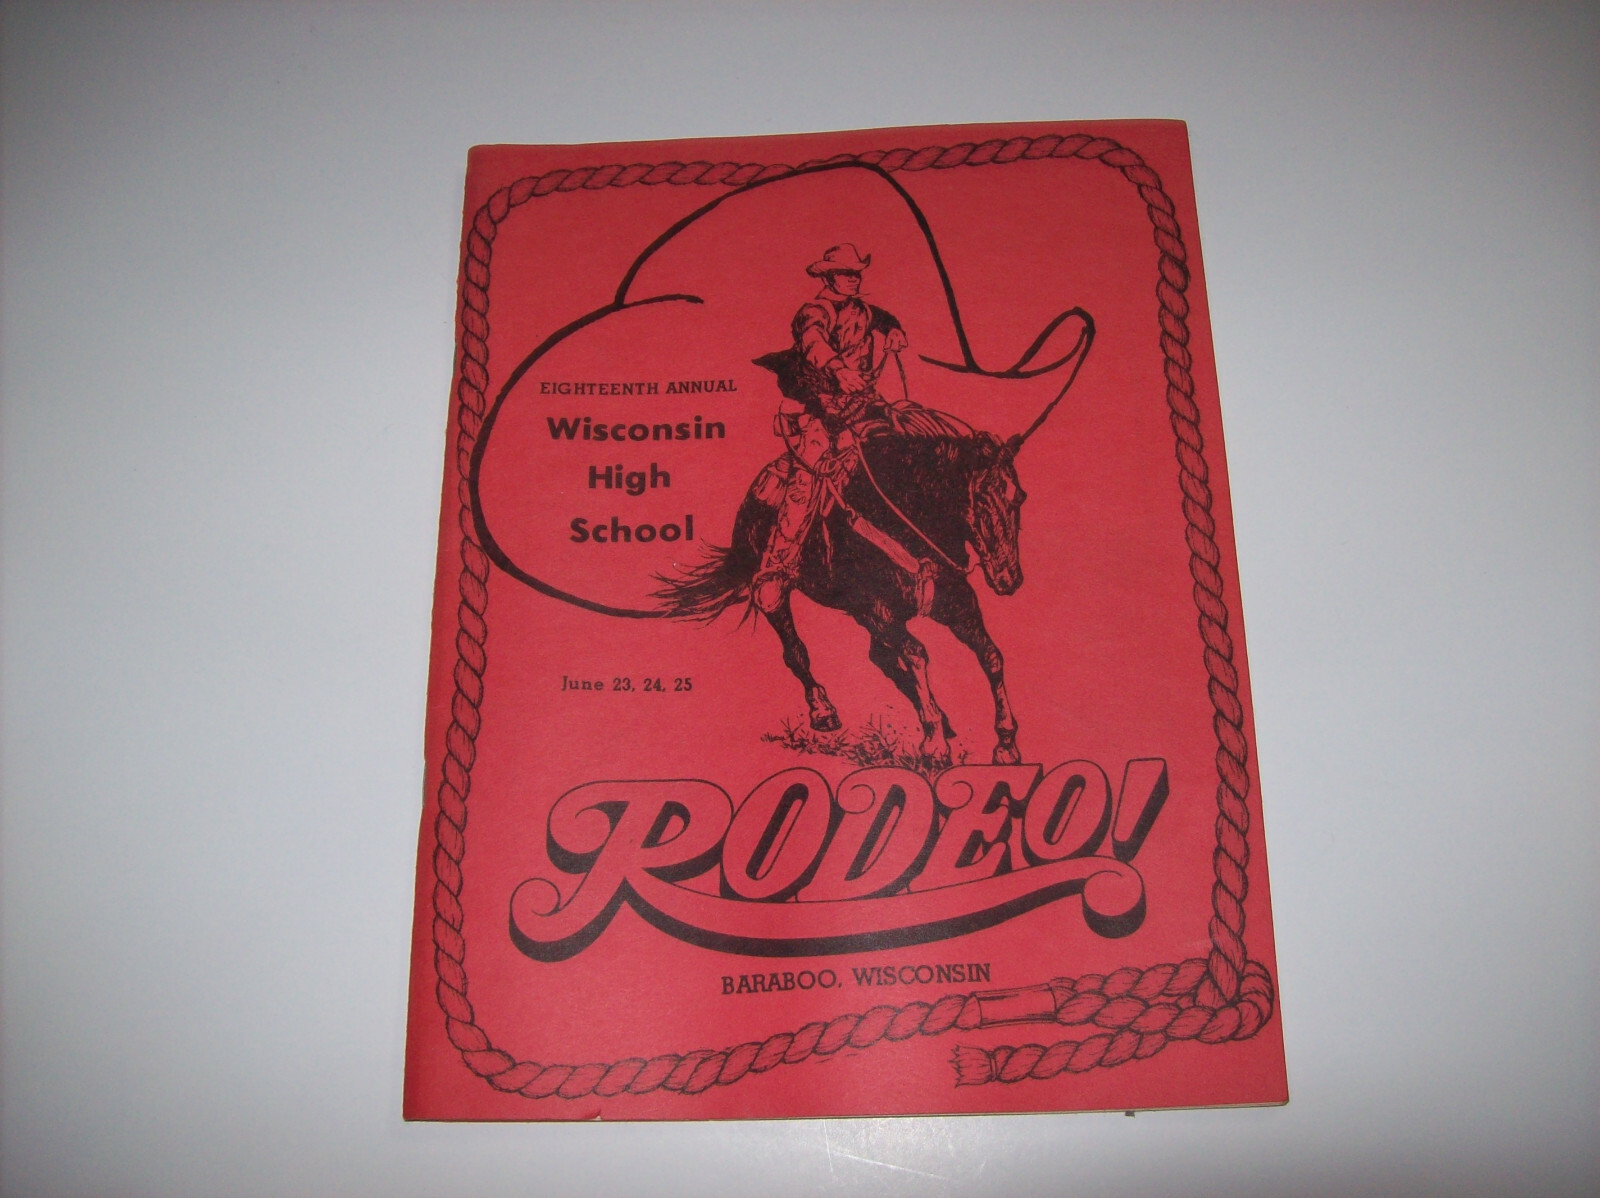 EIGHTEENTH ANNUAL
Wisconsin
High
School
June 23, 24, 25
RODEO!
BARABOO, WISCONSIN